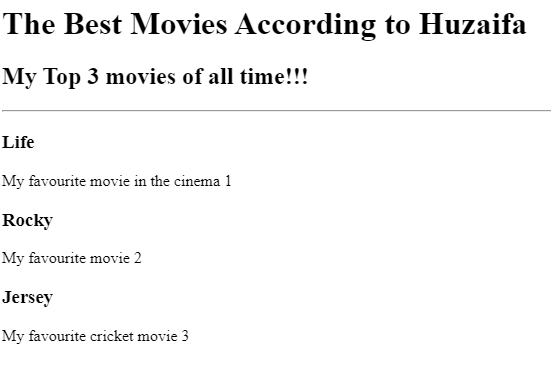 The Best Movies According to Huzaifa
My Top 3 movies of all time!!!
Life
My favourite movie in the cinema 1
Rocky
My favourite movie 2
Jersey
My favourite cricket movie 3